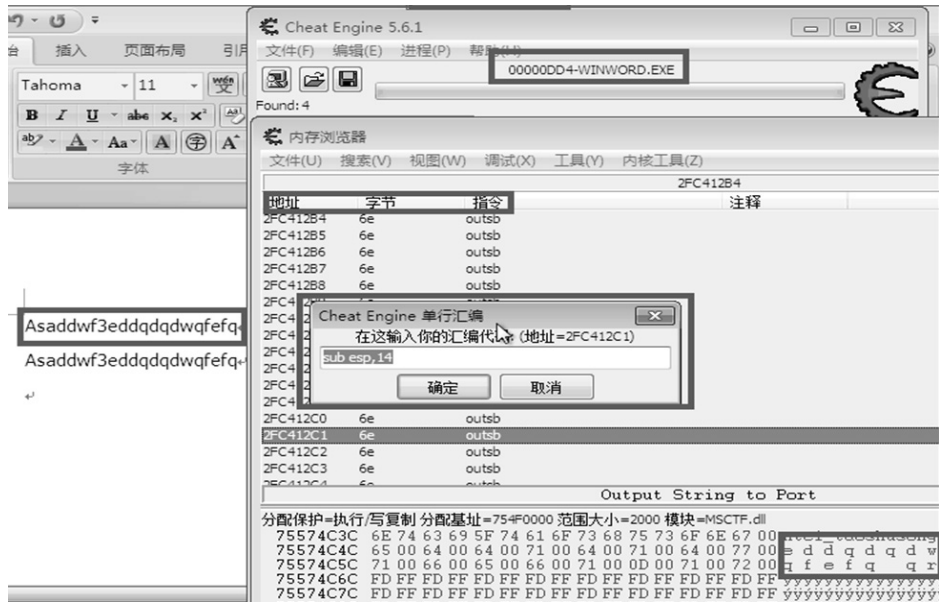 插入
页面布局
Tahoma
11
B I U abe x₂ x²
Aa A 字 A
字体
Asaddwf3eddqdqdwqfefq
Asaddwf3eddqdqdwqfefq
Cheat Engine 5.6.1
文件(F) 编辑(E) 进程(P)
00000DD4-WINWORD.EXE
Found: 4
内存浏览器
文件(U) 搜索(V) 视图(W) 调试(X) 工具(Y) 内核工具(Z)
2FC412B4
地址 字节 指令 注释
2FC412B4 6e outsb
2FC412B5 6e outsb
2FC412B6 6e outsb
2FC412B7 6e outsb
2FC412B8 6e outsb
Cheat Engine 单行汇编
在这输入你的汇编代码: (地址=2FC412C1)
sub esp,14
确定 取消
2FC412C0 6e outsb
2FC412C1 6e outsb
2FC412C2 6e outsb
2FC412C3 6e outsb
Output String to Port
分配保护=执行/写复制 分配基址=754F0000 范围大小=2000 模块=MSCTF.dll
75574C3C 6E 74 63 69 5F 74 61 6F 73 68 75 73 6F 6E 67 00
75574C4C 65 00 64 00 64 00 71 00 64 00 71 00 64 00 77 00 e d d q d q d w
75574C5C 71 00 66 00 65 00 66 00 71 00 0D 00 71 00 72 00 q f e f q q r
75574C6C FD FF FD FF FD FF FD FF FD FF FD FF FD FF FD FF ýÿýÿýÿýÿýÿýÿýÿýÿ
75574C7C FD FF FD FF FD FF FD FF FD FF FD FF FD FF FD FF ýÿýÿýÿýÿýÿýÿýÿýÿ